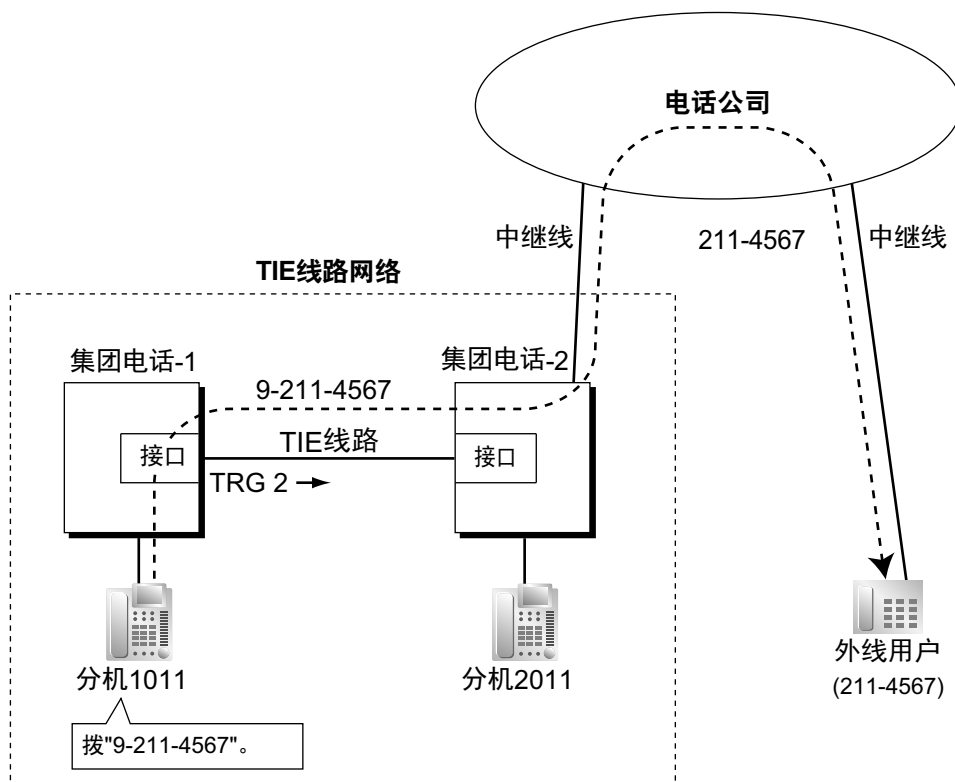 电话公司
中继线
211-4567
中继线
TIE线路网络
集团电话-1
集团电话-2
9-211-4567
接口
TIE线路
接口
TRG 2
分机1011
分机2011
外线用户
(211-4567)
拨"9-211-4567"。